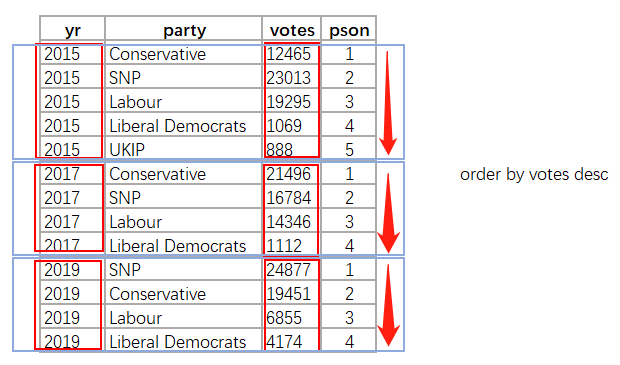 yr party votes pson
2015 Conservative 12465 1
2015 SNP 23013 2
2015 Labour 19295 3
2015 Liberal Democrats 1069 4
2015 UKIP 888 5
2017 Conservative 21496 1
2017 SNP 16784 2
order by votes desc
2017 Labour 14346 3
2017 Liberal Democrats 1112 4
2019 SNP 24877 1
2019 Conservative 19451 2
2019 Labour 6855 3
2019 Liberal Democrats 4174 4